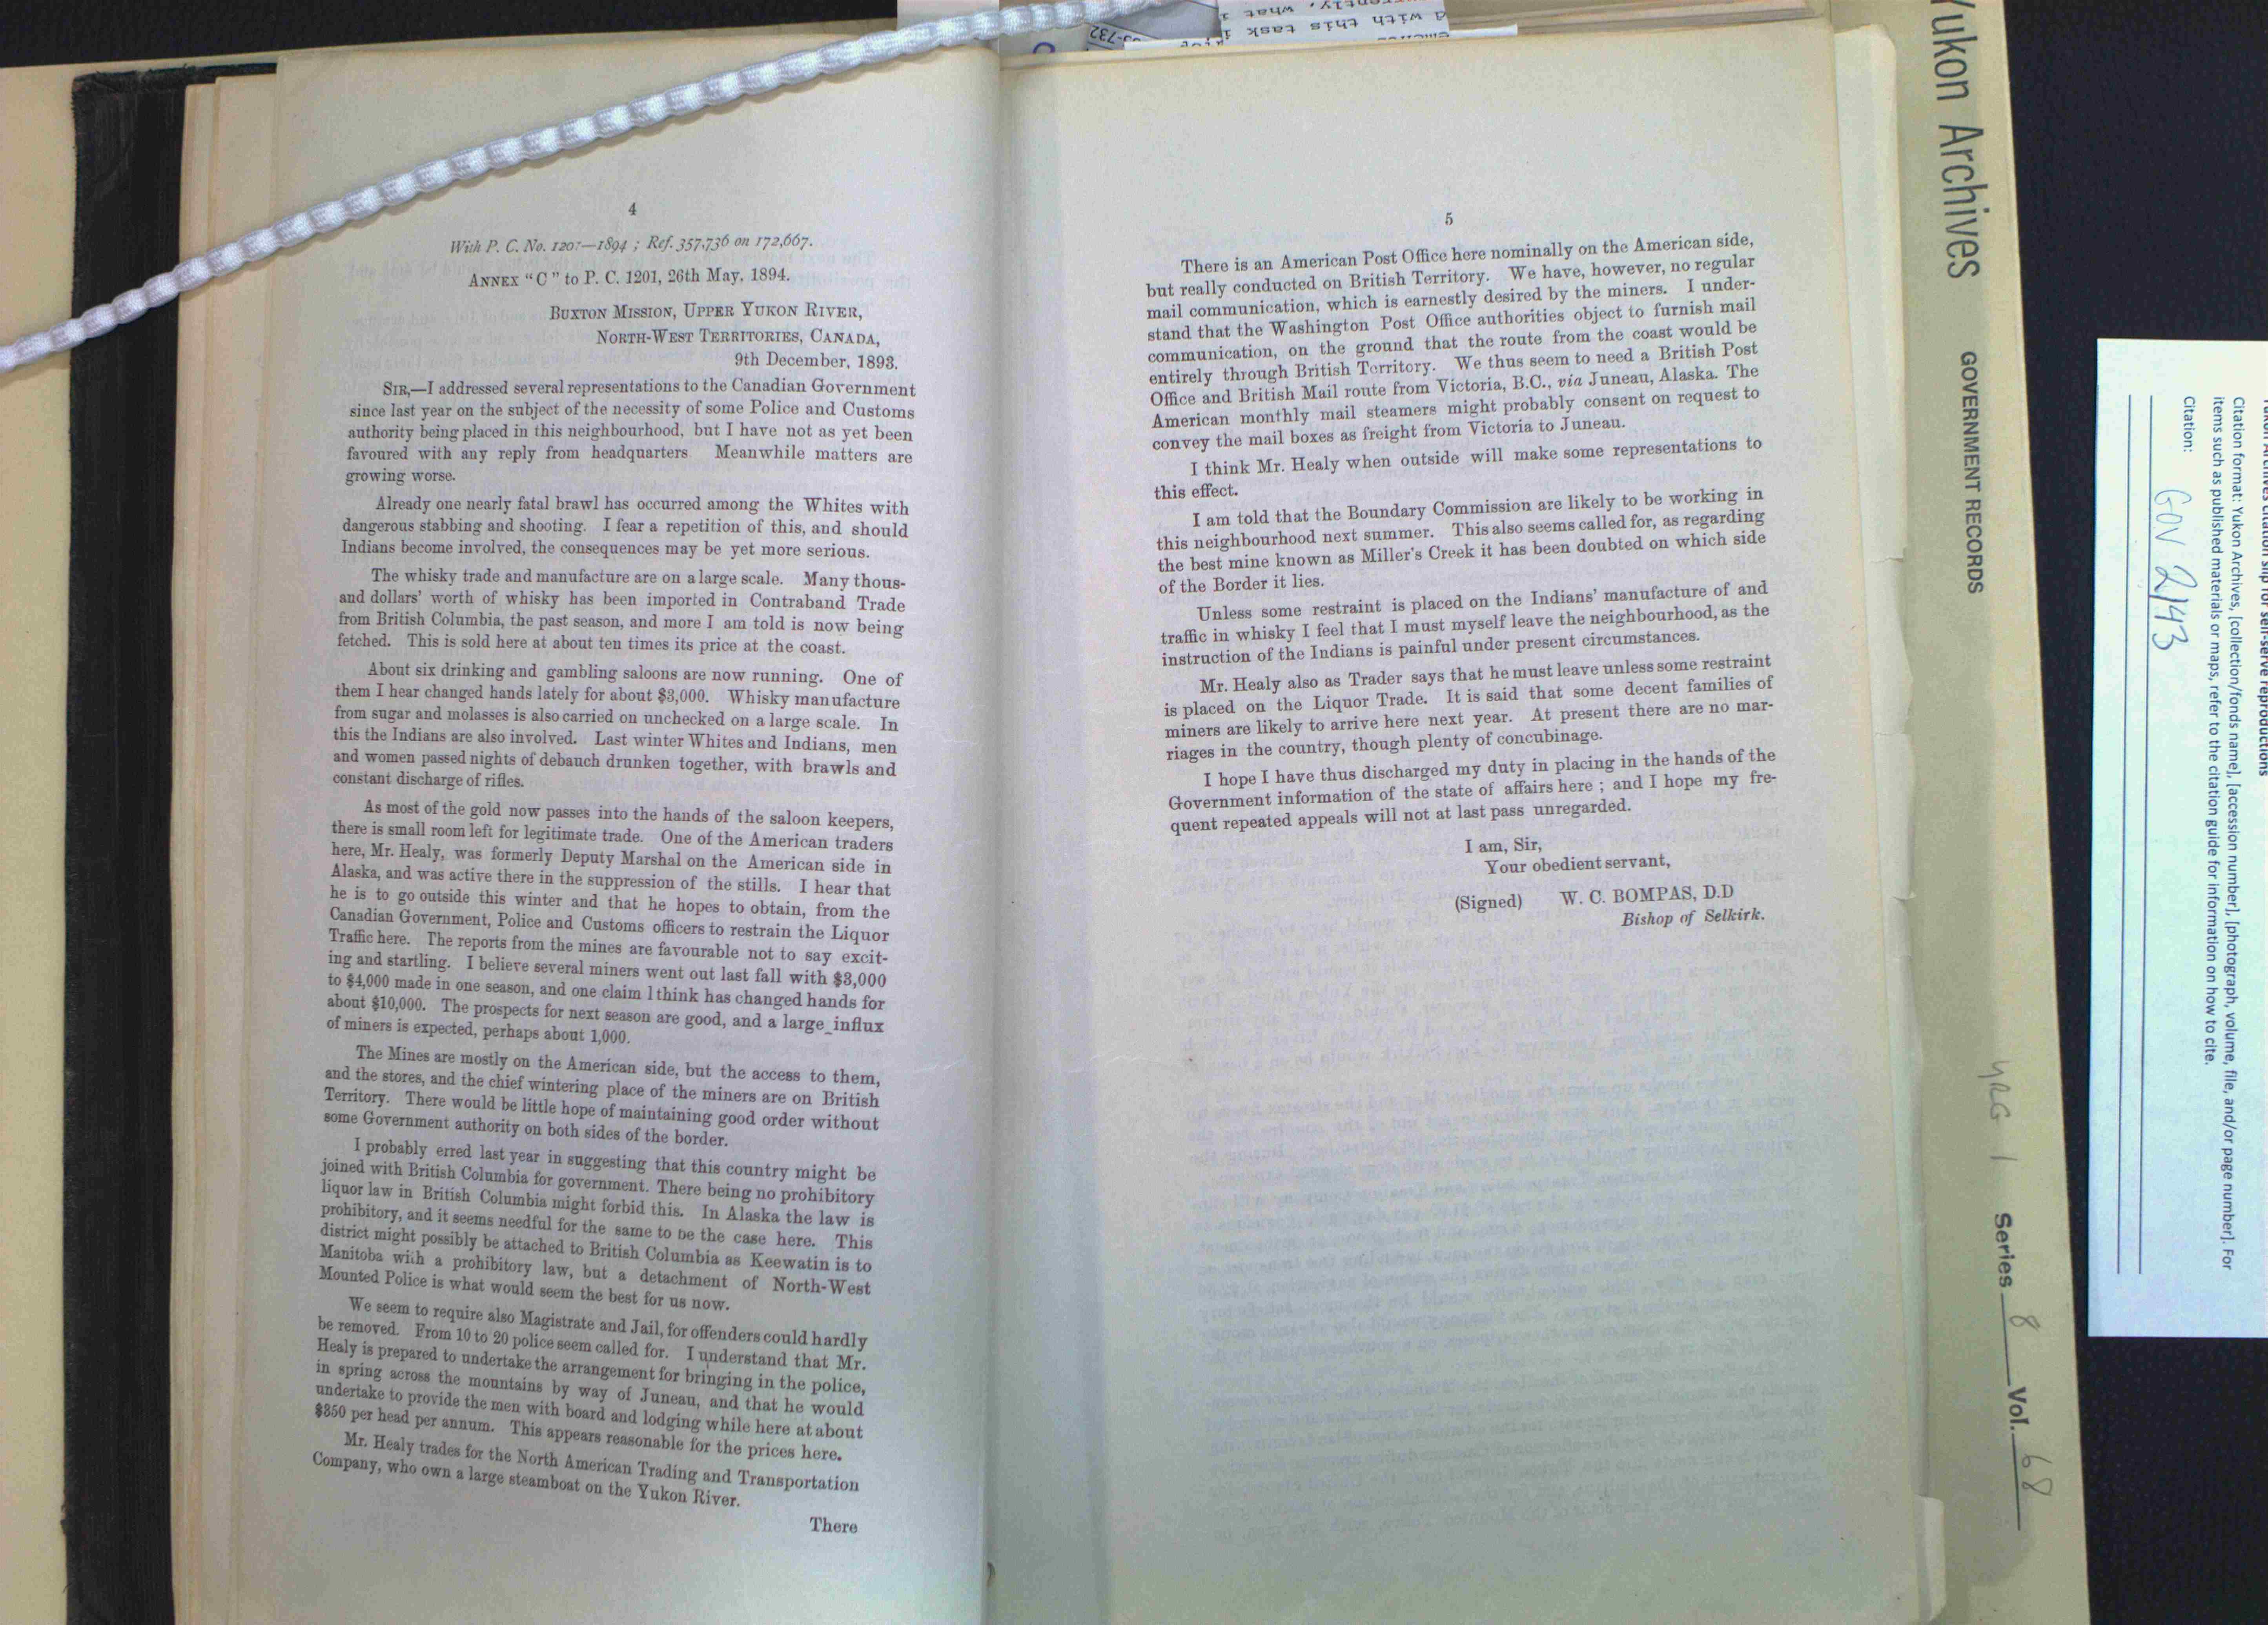 4
With P. C. No. 1201—1894 ; Ref. 357,736 on 172,667.
ANNEX “C” to P. C. 1201, 26th May, 1894.
BUXTON MISSION, UPPER YUKON RIVER,
NORTH-WEST TERRITORIES, CANADA,
9th December, 1893.
SIR,—I addressed several representations to the Canadian Government
since last year on the subject of the necessity of some Police and Customs
authority being placed in this neighbourhood, but I have not as yet been
favoured with any reply from headquarters Meanwhile matters are
growing worse.
Already one nearly fatal brawl has occurred among the Whites with
dangerous stabbing and shooting. I fear a repetition of this, and should
Indians become involved, the consequences may be yet more serious.
The whisky trade and manufacture are on a large scale. Many thous-
and dollars’ worth of whisky has been imported in Contraband Trade
from British Columbia, the past season, and more I am told is now being
fetched. This is sold here at about ten times its price at the coast.
About six drinking and gambling saloons are now running. One of
them I hear changed hands lately for about $3,000. Whisky manufacture
from sugar and molasses is also carried on unchecked on a large scale. In
this the Indians are also involved. Last winter Whites and Indians, men
and women passed nights of debauch drunken together, with brawls and
constant discharge of rifles.
As most of the gold now passes into the hands of the saloon keepers,
there is small room left for legitimate trade. One of the American traders
here, Mr. Healy, was formerly Deputy Marshal on the American side in
Alaska, and was active there in the suppression of the stills. I hear that
he is to go outside this winter and that he hopes to obtain, from the
Canadian Government, Police and Customs officers to restrain the Liquor
Traffic here. The reports from the mines are favourable not to say excit-
ing and startling. I believe several miners went out last fall with $3,000
to $4,000 made in one season, and one claim I think has changed hands for
about $10,000. The prospects for next season are good, and a large influx
of miners is expected, perhaps about 1,000.
The Mines are mostly on the American side, but the access to them,
and the stores, and the chief wintering place of the miners are on British
Territory. There would be little hope of maintaining good order without
some Government authority on both sides of the border.
I probably erred last year in suggesting that this country might be
joined with British Columbia for government. There being no prohibitory
liquor law in British Columbia might forbid this. In Alaska the law is
prohibitory, and it seems needful for the same to be the case here. This
district might possibly be attached to British Columbia as Keewatin is to
Manitoba with a prohibitory law, but a detachment of North-West
Mounted Police is what would seem the best for us now.
We seem to require also Magistrate and Jail, for offenders could hardly
be removed. From 10 to 20 police seem called for. I understand that Mr.
Healy is prepared to undertake the arrangement for bringing in the police,
in spring across the mountains by way of Juneau, and that he would
undertake to provide the men with board and lodging while here at about
$350 per head per annum. This appears reasonable for the prices here.
Mr. Healy trades for the North American Trading and Transportation
Company, who own a large steamboat on the Yukon River.
There
5
There is an American Post Office here nominally on the American side,
but really conducted on British Territory. We have, however, no regular
mail communication, which is earnestly desired by the miners. I under-
stand that the Washington Post Office authorities object to furnish mail
communication, on the ground that the route from the coast would be
entirely through British Territory. We thus seem to need a British Post
Office and British Mail route from Victoria, B.C., via Juneau, Alaska. The
American monthly mail steamers might probably consent on request to
convey the mail boxes as freight from Victoria to Juneau.
I think Mr. Healy when outside will make some representations to
this effect.
I am told that the Boundary Commission are likely to be working in
this neighbourhood next summer. This also seems called for, as regarding
the best mine known as Miller's Creek it has been doubted on which side
of the Border it lies.
Unless some restraint is placed on the Indians’ manufacture of and
traffic in whisky I feel that I must myself leave the neighbourhood, as the
instruction of the Indians is painful under present circumstances.
Mr. Healy also as Trader says that he must leave unless some restraint
is placed on the Liquor Trade. It is said that some decent families of
miners are likely to arrive here next year. At present there are no mar-
riages in the country, though plenty of concubinage.
I hope I have thus discharged my duty in placing in the hands of the
Government information of the state of affairs here ; and I hope my fre-
quent repeated appeals will not at last pass unregarded.
I am, Sir,
Your obedient servant,
(Signed) W. C. BOMPAS, D.D
Bishop of Selkirk.
Yukon Archives GOVERNMENT RECORDS
YRG 1 Series 8 Vol. 68
Yukon Archives citation slip for self-serve reproductions
Citation format: Yukon Archives, [collection/fonds name], [accession number], [photograph, volume, file, and/or page number]. For
items such as published materials or maps, refer to the citation guide for information on how to cite.
Citation:
GOV 2143
with this task
what